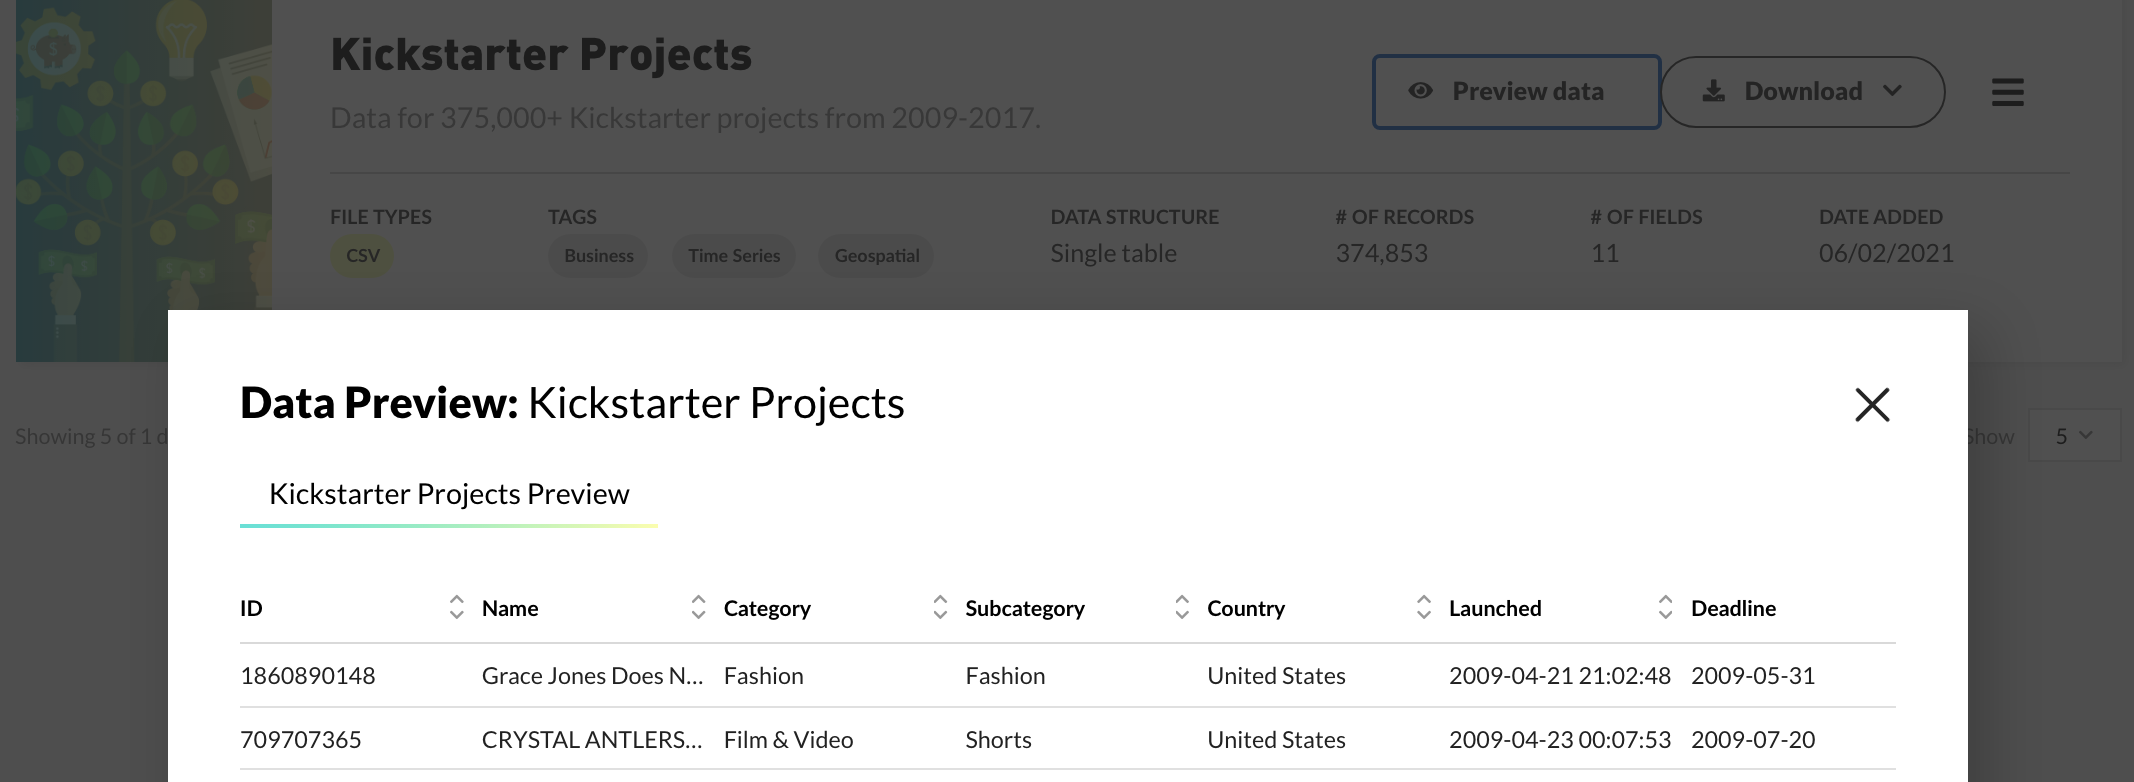 Kickstarter Projects
Data for 375,000+ Kickstarter projects from 2009-2017.
Preview data
Download
FILE TYPES
CSV
TAGS
Business Time Series Geospatial
DATA STRUCTURE
Single table
# OF RECORDS
374,853
# OF FIELDS
11
DATE ADDED
06/02/2021
Showing 5 of 1 d
Show 5
Data Preview: Kickstarter Projects
Kickstarter Projects Preview
ID Name Category Subcategory Country Launched Deadline
1860890148 Grace Jones Does N... Fashion Fashion United States 2009-04-21 21:02:48 2009-05-31
709707365 CRYSTAL ANTLERS... Film & Video Shorts United States 2009-04-23 00:07:53 2009-07-20